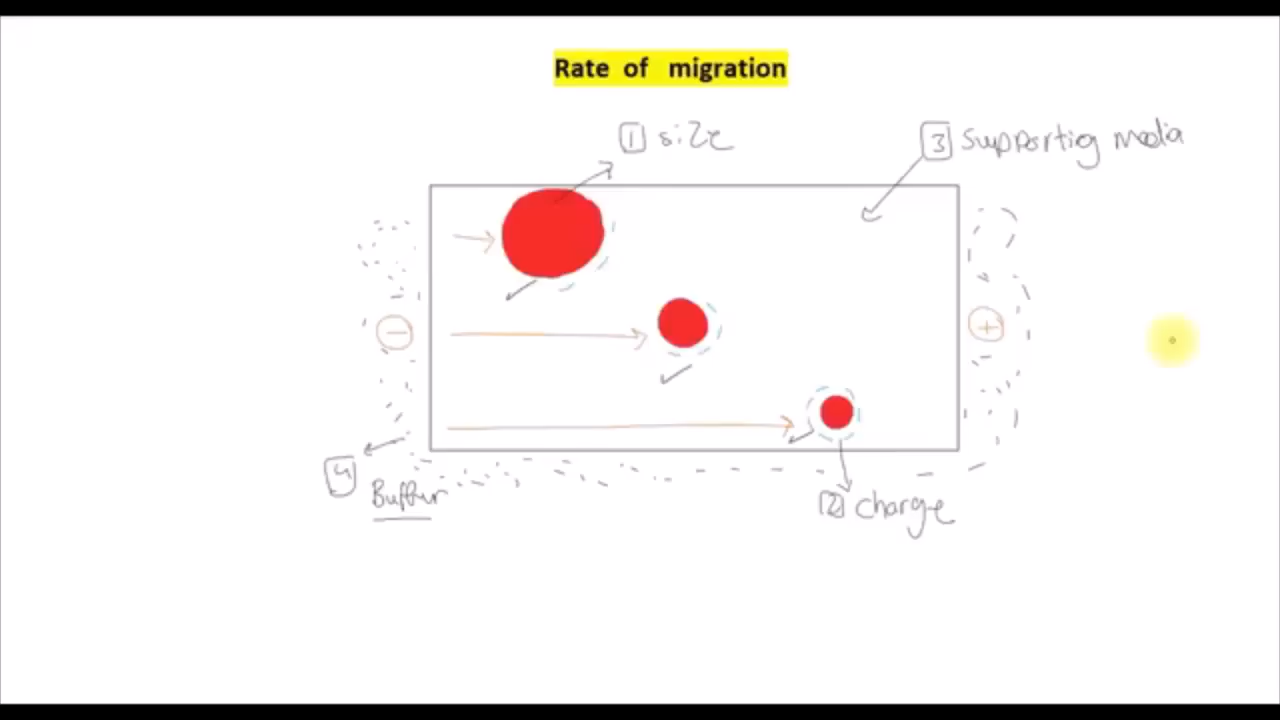 Rate of migration
1 size
3 Supporting media
-
+
4
Buffer
2 charge